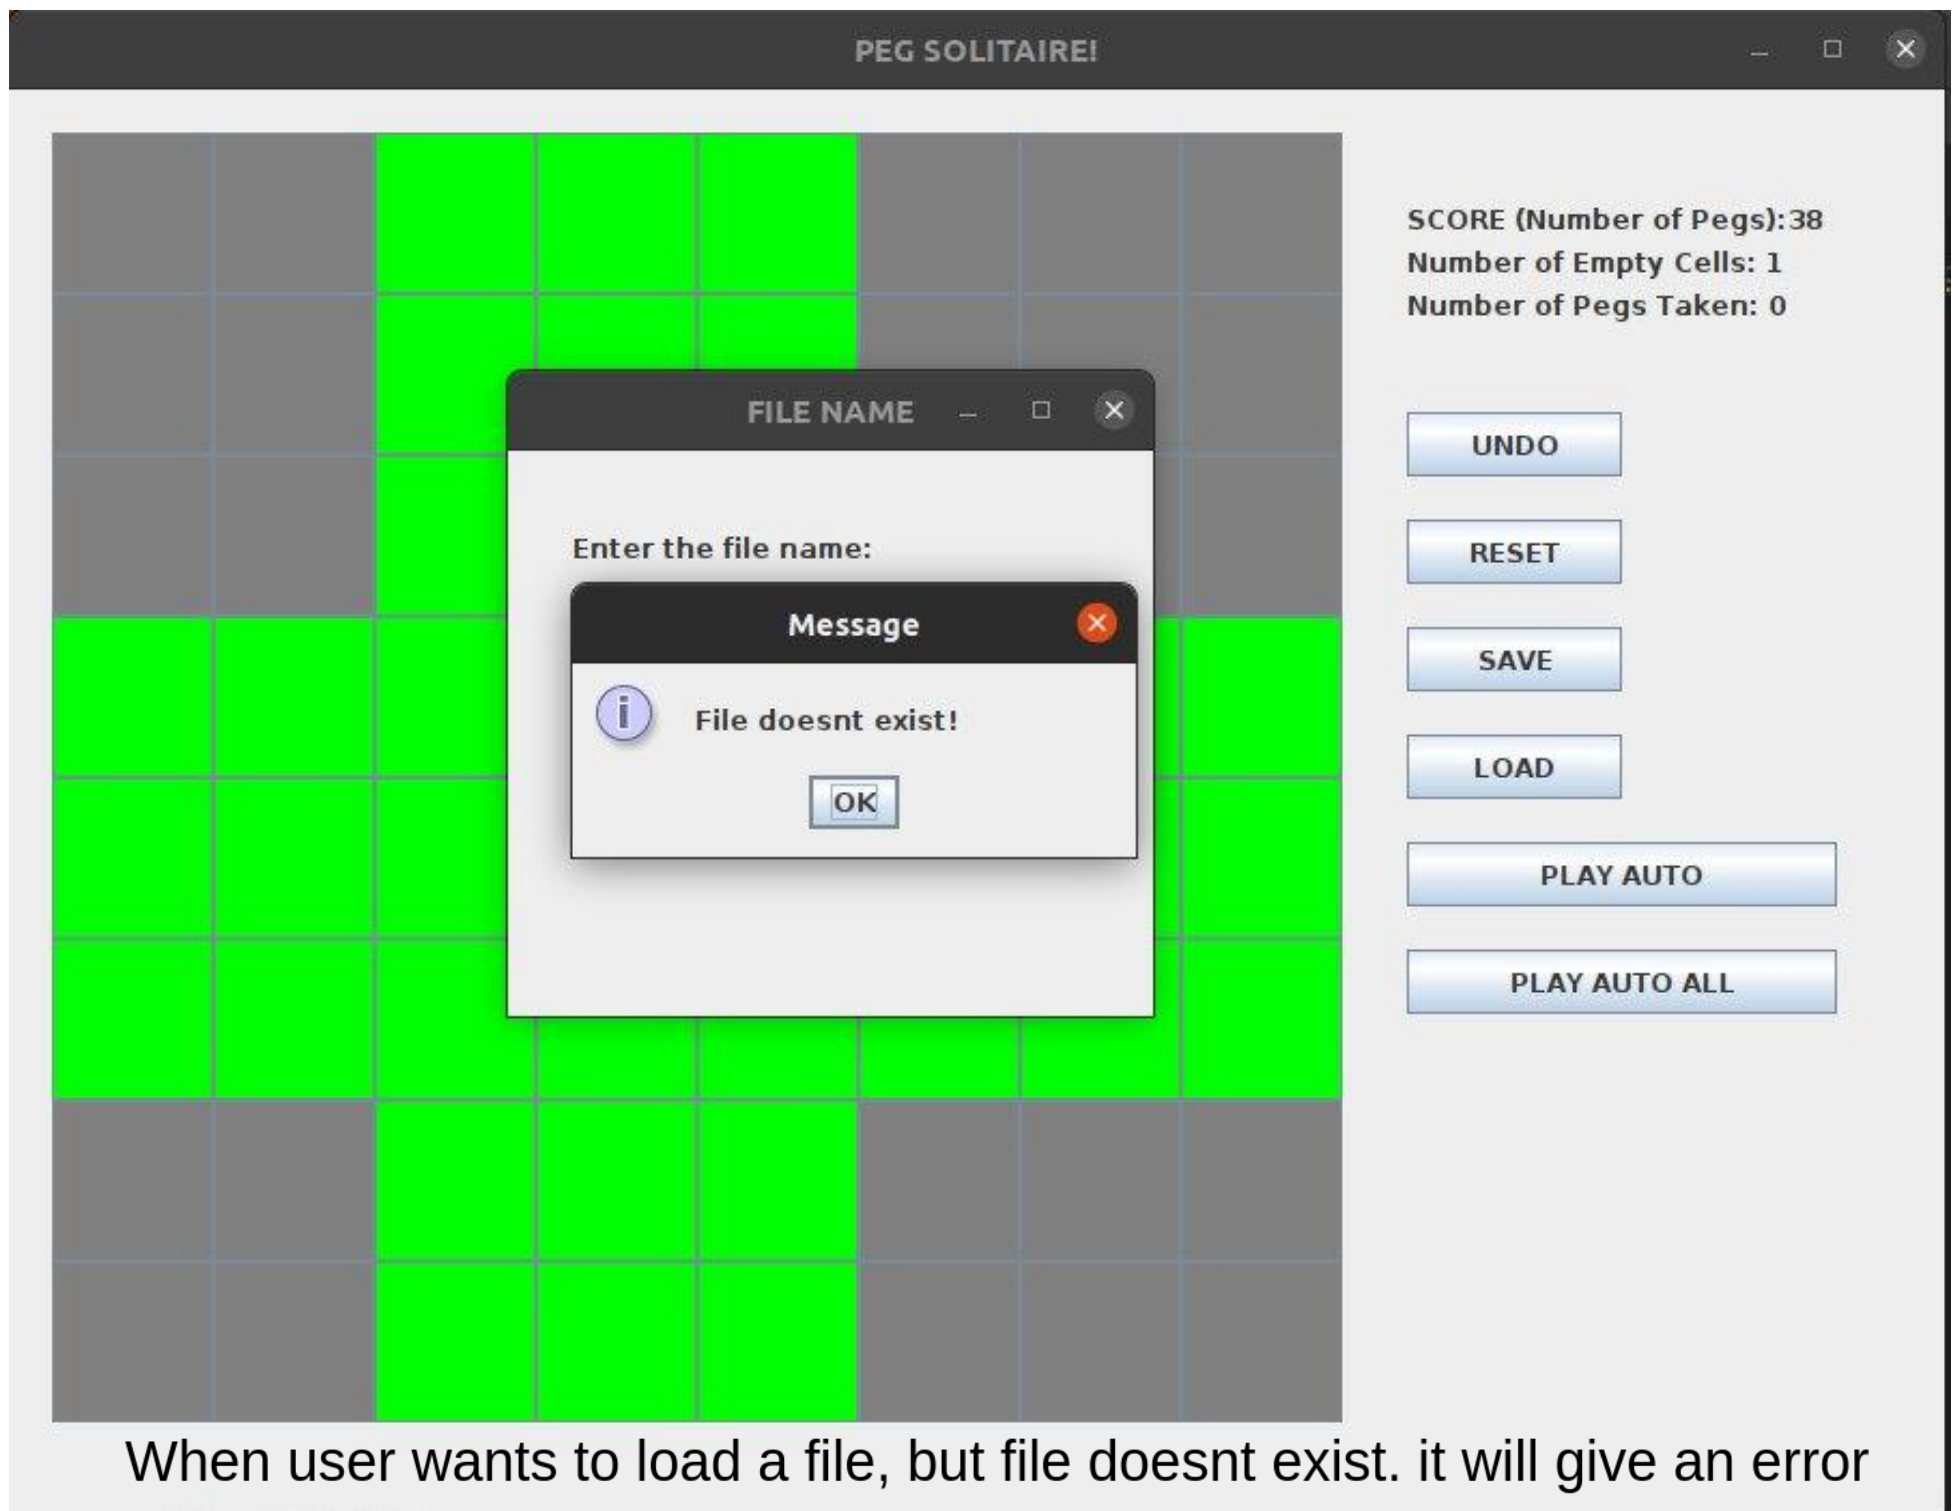 PEG SOLITAIRE!
SCORE (Number of Pegs):38
Number of Empty Cells: 1
Number of Pegs Taken: 0
FILE NAME
UNDO
Enter the file name:
RESET
Message
SAVE
File doesnt exist!
LOAD
OK
PLAY AUTO
PLAY AUTO ALL
When user wants to load a file, but file doesnt exist. it will give an error